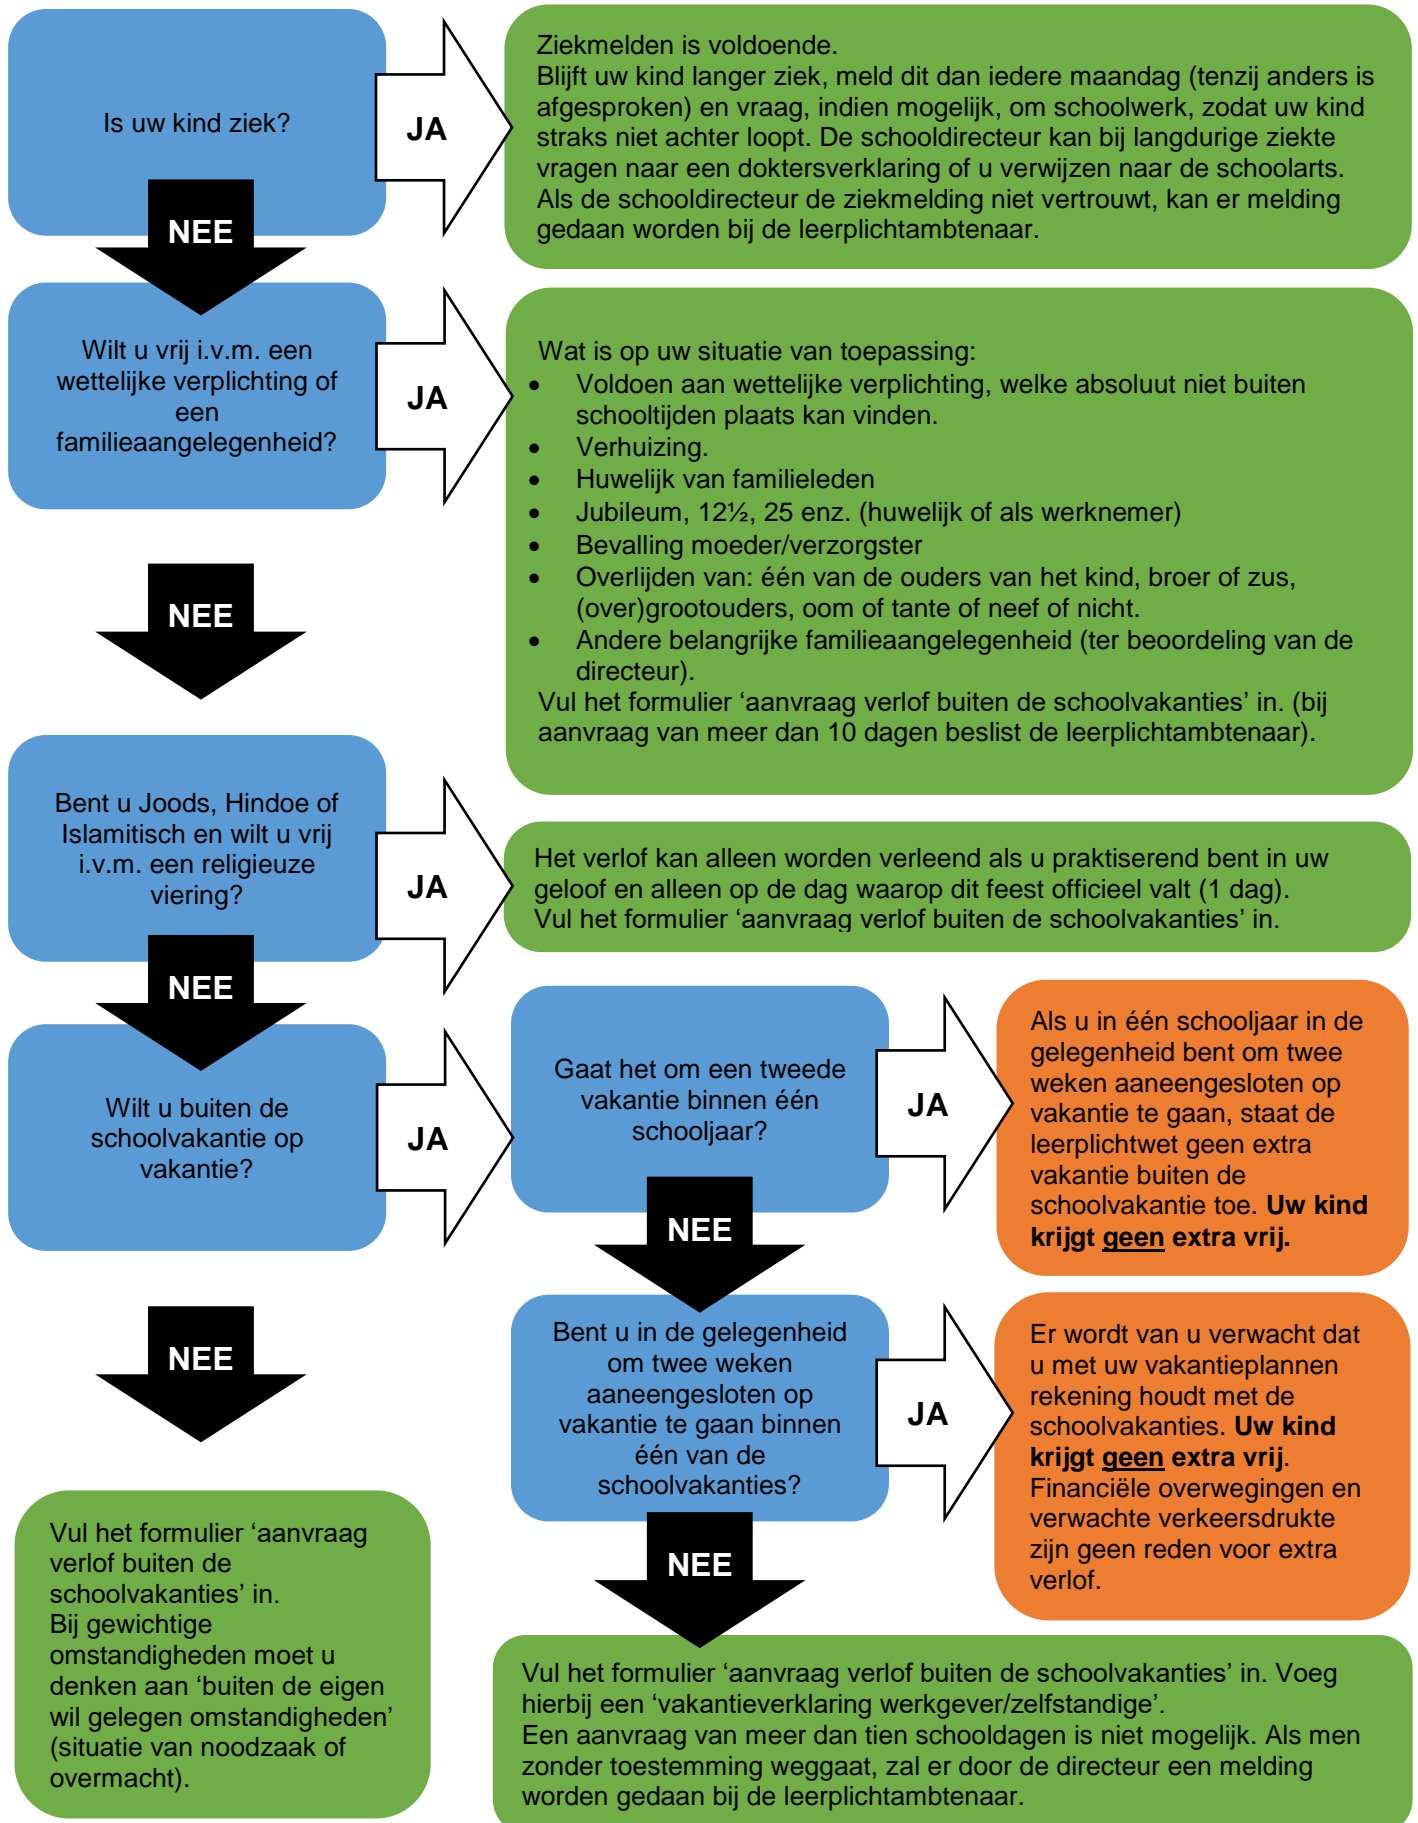 Is uw kind ziek?
JA
Ziekmelden is voldoende.
Blijft uw kind langer ziek, meld dit dan iedere maandag (tenzij anders is
afgesproken) en vraag, indien mogelijk, om schoolwerk, zodat uw kind
straks niet achter loopt. De schooldirecteur kan bij langdurige ziekte
vragen naar een doktersverklaring of u verwijzen naar de schoolarts.
Als de schooldirecteur de ziekmelding niet vertrouwt, kan er melding
gedaan worden bij de leerplichtambtenaar.
NEE
Wilt u vrij i.v.m. een
wettelijke verplichting of
een
familieaangelegenheid?
JA
Wat is op uw situatie van toepassing:
• Voldoen aan wettelijke verplichting, welke absoluut niet buiten
schooltijden plaats kan vinden.
• Verhuizing.
• Huwelijk van familieleden
• Jubileum, 12½, 25 enz. (huwelijk of als werknemer)
• Bevalling moeder/verzorgster
• Overlijden van: één van de ouders van het kind, broer of zus,
(over)grootouders, oom of tante of neef of nicht.
• Andere belangrijke familieaangelegenheid (ter beoordeling van de
directeur).
Vul het formulier ‘aanvraag verlof buiten de schoolvakanties’ in. (bij
aanvraag van meer dan 10 dagen beslist de leerplichtambtenaar).
NEE
Bent u Joods, Hindoe of
Islamitisch en wilt u vrij
i.v.m. een religieuze
viering?
JA
Het verlof kan alleen worden verleend als u praktiserend bent in uw
geloof en alleen op de dag waarop dit feest officieel valt (1 dag).
Vul het formulier ‘aanvraag verlof buiten de schoolvakanties’ in.
NEE
Wilt u buiten de
schoolvakantie op
vakantie?
JA
Gaat het om een tweede
vakantie binnen één
schooljaar?
JA
Als u in één schooljaar in de
gelegenheid bent om twee
weken aaneengesloten op
vakantie te gaan, staat de
leerplichtwet geen extra
vakantie buiten de
schoolvakantie toe. Uw kind
krijgt geen extra vrij.
NEE
Bent u in de gelegenheid
om twee weken
aaneengesloten op
vakantie te gaan binnen
één van de
schoolvakanties?
JA
Er wordt van u verwacht dat
u met uw vakantieplannen
rekening houdt met de
schoolvakanties. Uw kind
krijgt geen extra vrij.
Financiële overwegingen en
verwachte verkeersdrukte
zijn geen reden voor extra
verlof.
NEE
Vul het formulier ‘aanvraag
verlof buiten de
schoolvakanties’ in.
Bij gewichtige
omstandigheden moet u
denken aan ‘buiten de eigen
wil gelegen omstandigheden’
(situatie van noodzaak of
overmacht).
NEE
Vul het formulier ‘aanvraag verlof buiten de schoolvakanties’ in. Voeg
hierbij een ‘vakantieverklaring werkgever/zelfstandige’.
Een aanvraag van meer dan tien schooldagen is niet mogelijk. Als men
zonder toestemming weggaat, zal er door de directeur een melding
worden gedaan bij de leerplichtambtenaar.